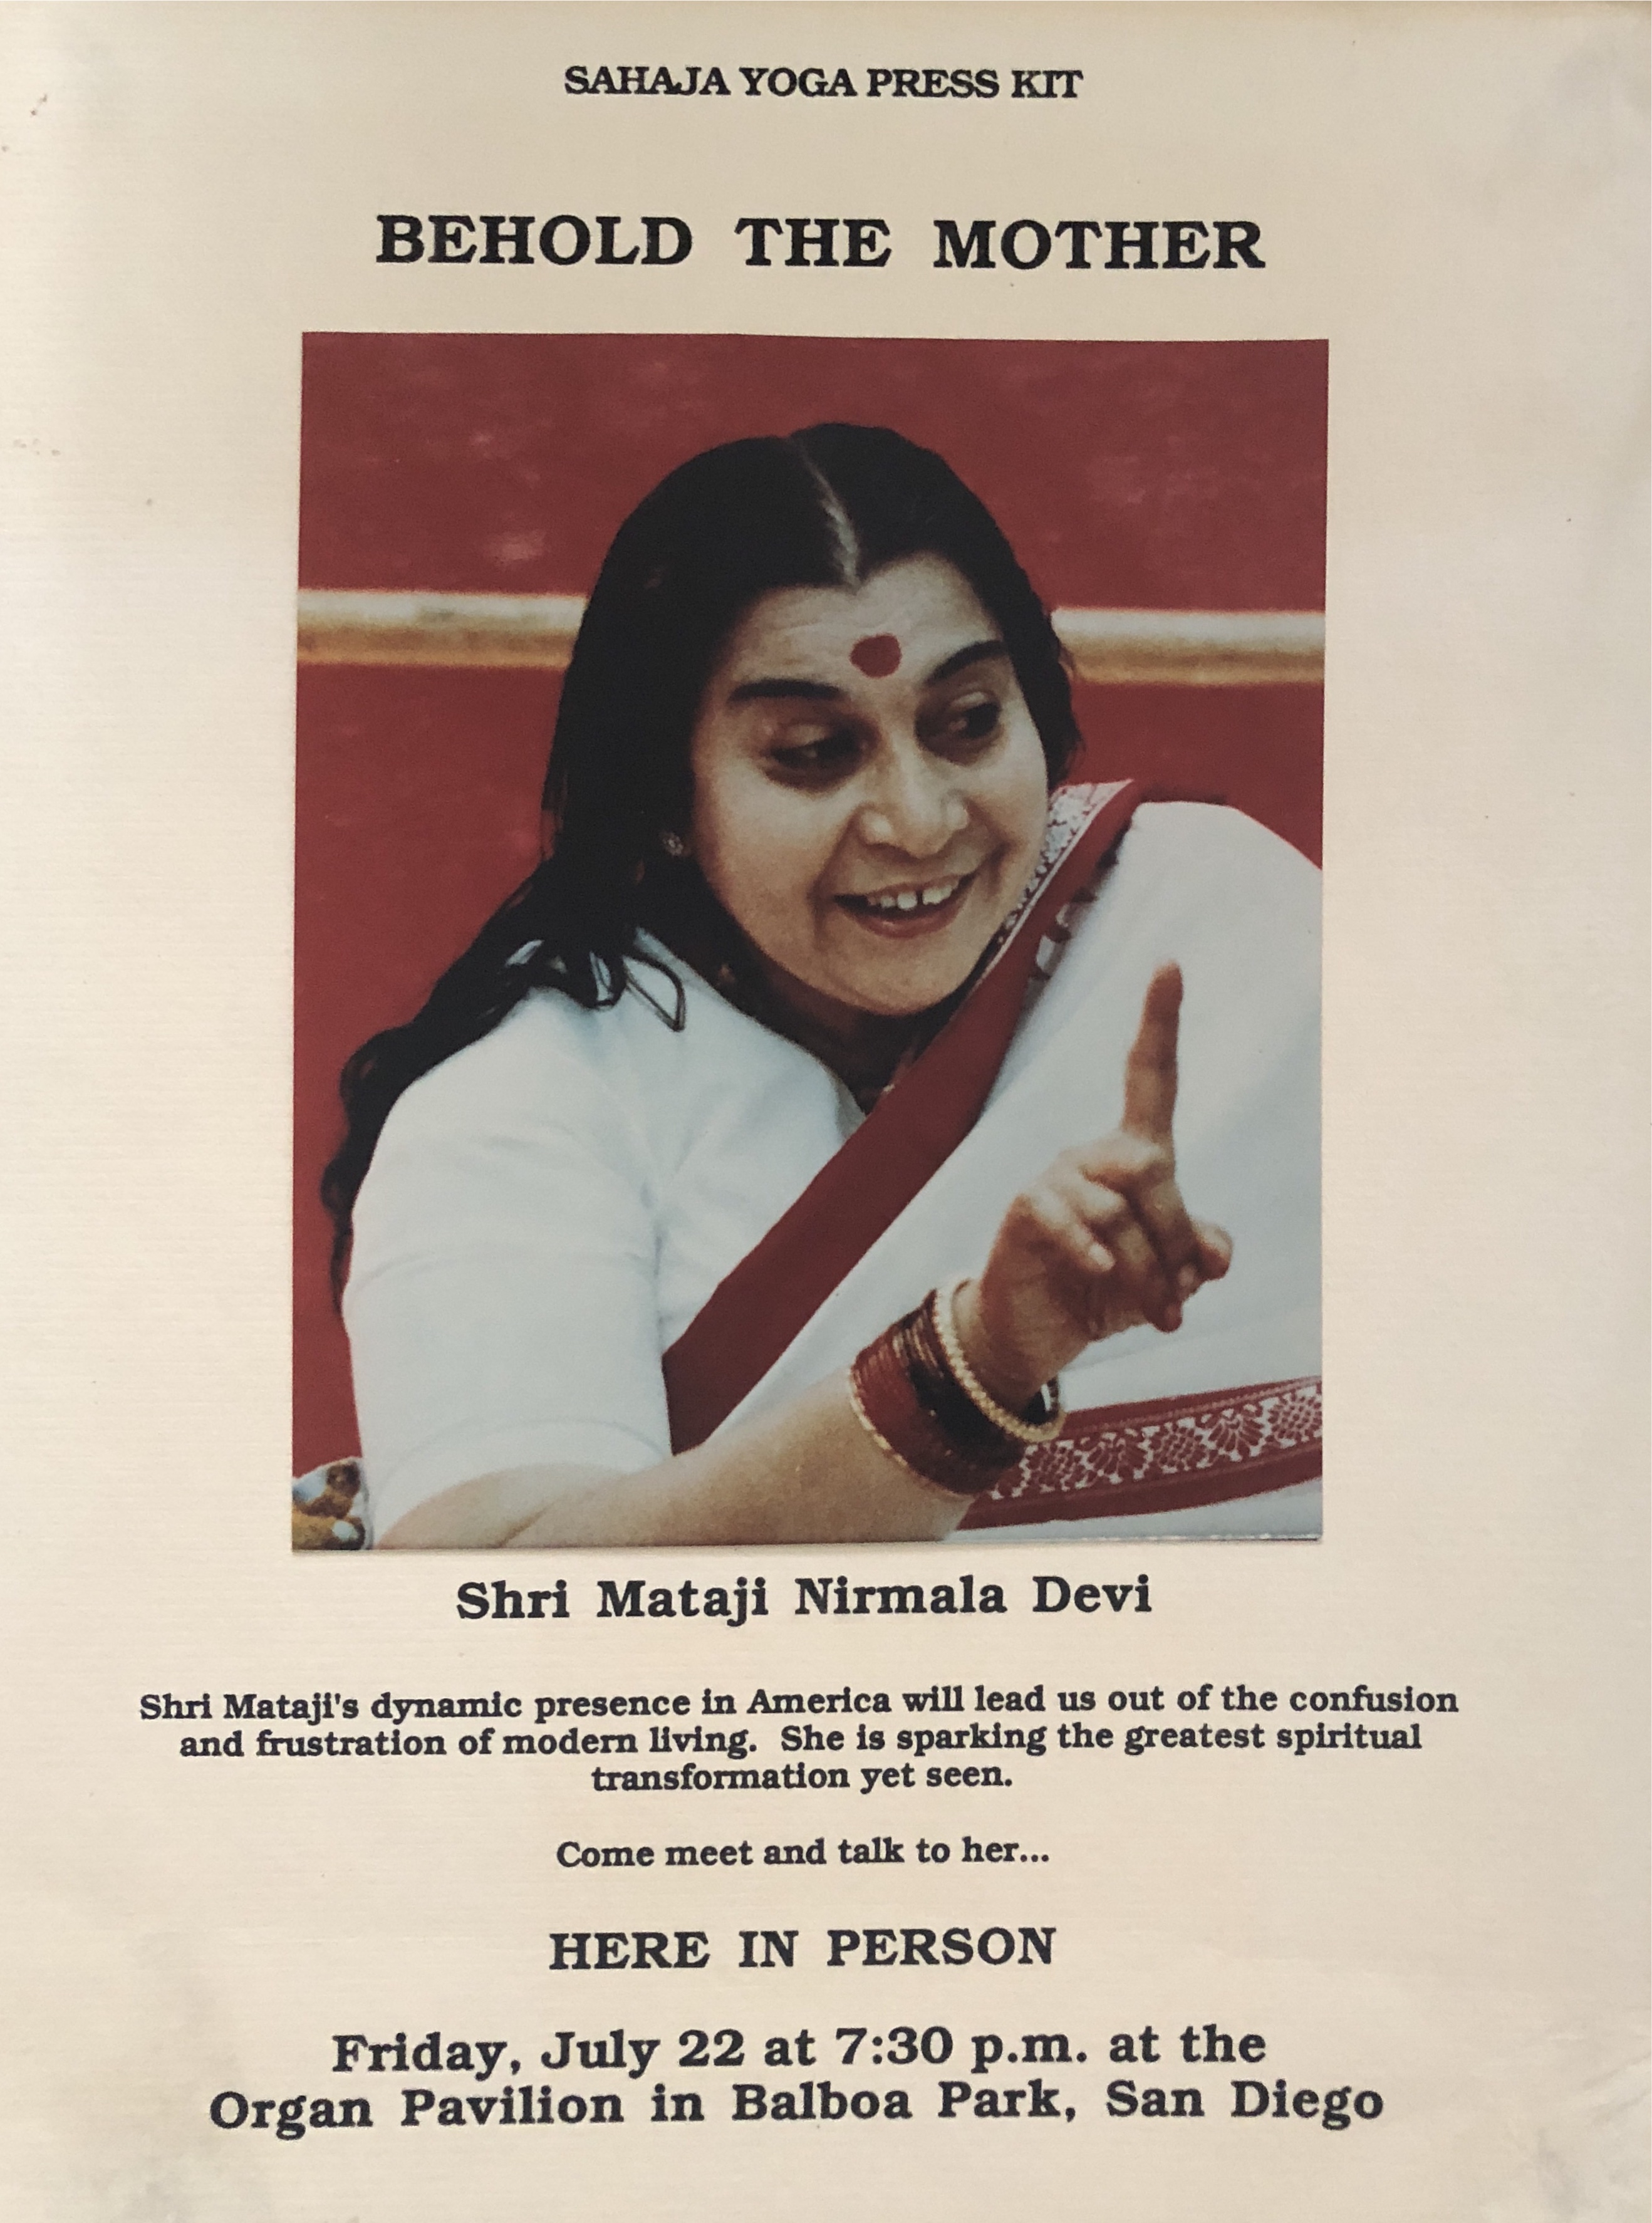 SAHAJA YOGA PRESS KIT
BEHOLD THE MOTHER
Shri Mataji Nirmala Devi
Shri Mataji's dynamic presence in America will lead us out of the confusion
and frustration of modern living. She is sparking the greatest spiritual
transformation yet seen.
Come meet and talk to her...
HERE IN PERSON
Friday, July 22 at 7:30 p.m. at the
Organ Pavilion in Balboa Park, San Diego